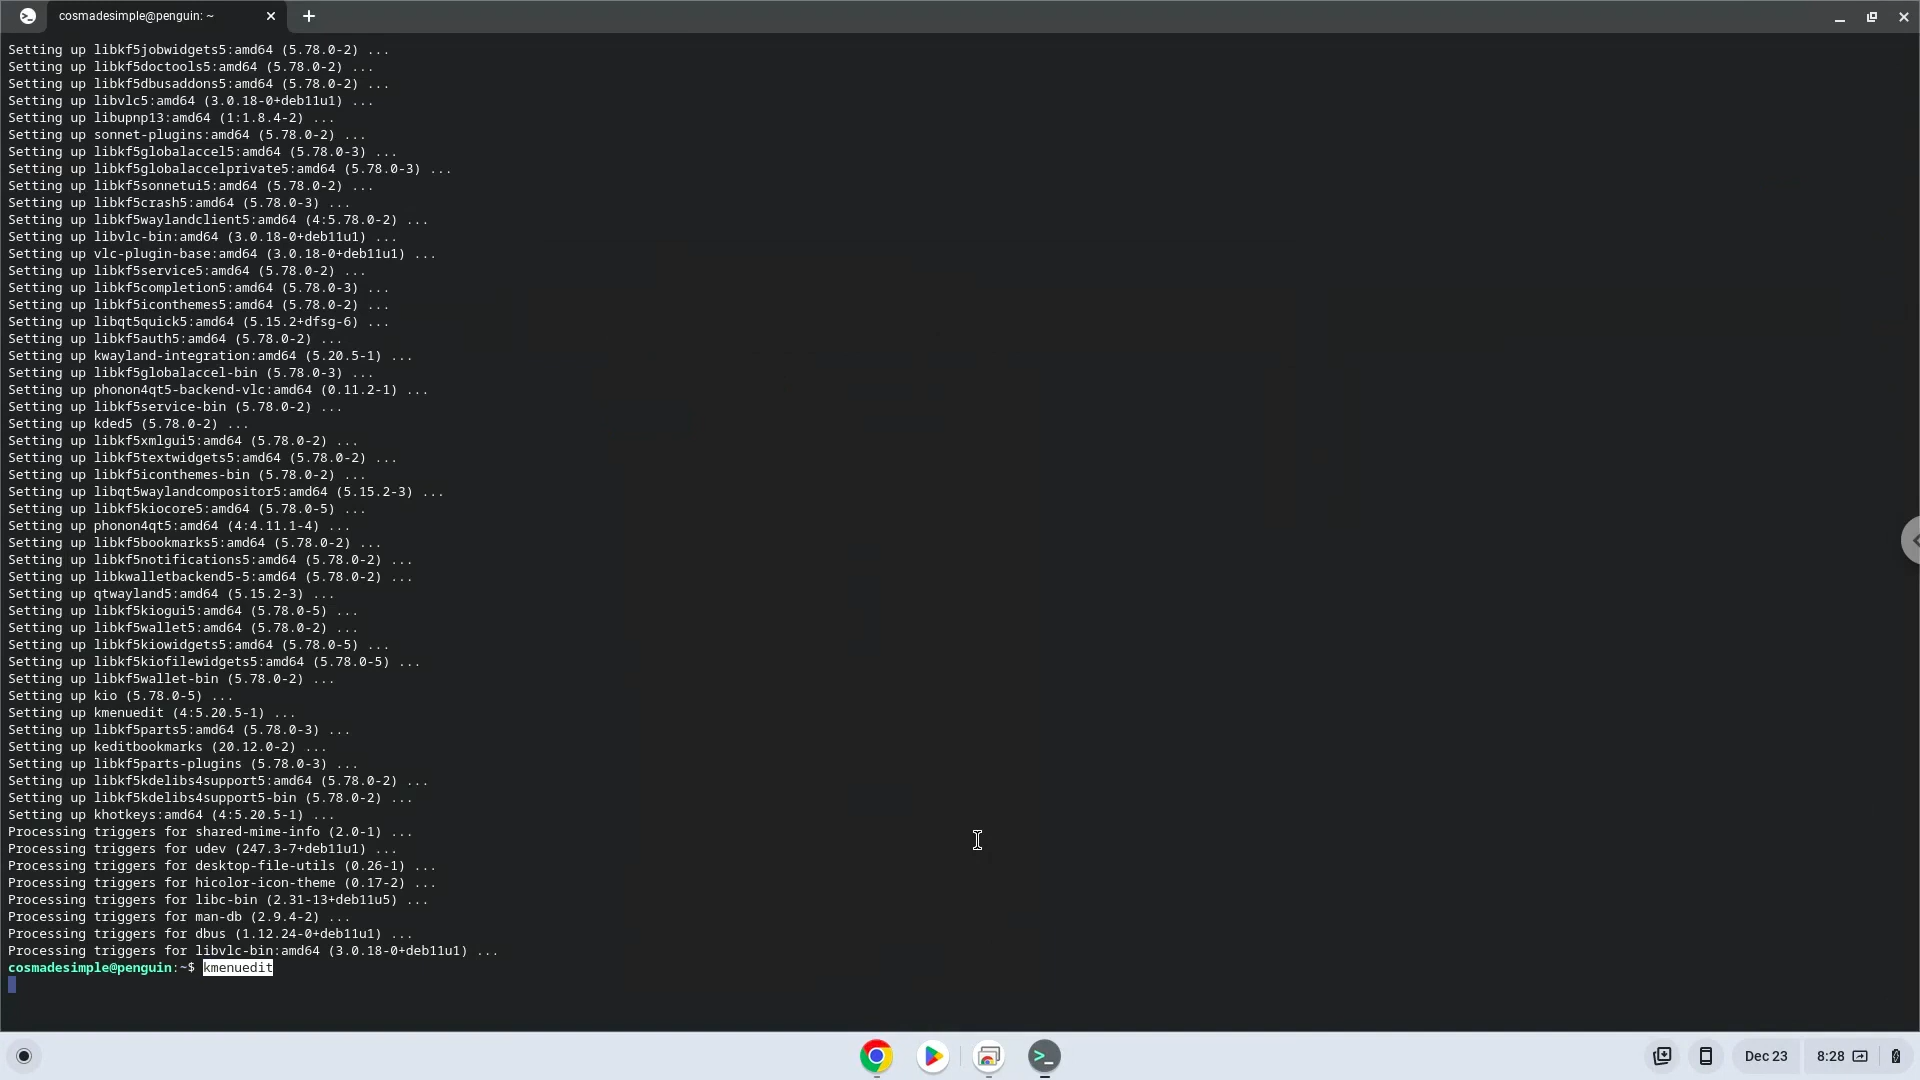 cosmadesimple@penguin: ~
Setting up libkf5jobwidgets5:amd64 (5.78.0-2) ...
Setting up libkf5doctools5:amd64 (5.78.0-2) ...
Setting up libkf5dbusaddons5:amd64 (5.78.0-2) ...
Setting up libvlc5:amd64 (3.0.18-0+deb11u1) ...
Setting up libupnp13:amd64 (1:1.8.4-2) ...
Setting up sonnet-plugins:amd64 (5.78.0-2) ...
Setting up libkf5globalaccel5:amd64 (5.78.0-3) ...
Setting up libkf5globalaccelprivate5:amd64 (5.78.0-3) ...
Setting up libkf5sonnetui5:amd64 (5.78.0-2) ...
Setting up libkf5crash5:amd64 (5.78.0-3) ...
Setting up libkf5waylandclient5:amd64 (4:5.78.0-2) ...
Setting up libvlc-bin:amd64 (3.0.18-0+deb11u1) ...
Setting up vlc-plugin-base:amd64 (3.0.18-0+deb11u1) ...
Setting up libkf5service5:amd64 (5.78.0-2) ...
Setting up libkf5completion5:amd64 (5.78.0-3) ...
Setting up libkf5iconthemes5:amd64 (5.78.0-2) ...
Setting up libqt5quick5:amd64 (5.15.2+dfsg-6) ...
Setting up libkf5auth5:amd64 (5.78.0-2) ...
Setting up kwayland-integration:amd64 (5.20.5-1) ...
Setting up libkf5globalaccel-bin (5.78.0-3) ...
Setting up phonon4qt5-backend-vlc:amd64 (0.11.2-1) ...
Setting up libkf5service-bin (5.78.0-2) ...
Setting up kded5 (5.78.0-2) ...
Setting up libkf5xmlgui5:amd64 (5.78.0-2) ...
Setting up libkf5textwidgets5:amd64 (5.78.0-2) ...
Setting up libkf5iconthemes-bin (5.78.0-2) ...
Setting up libqt5waylandcompositor5:amd64 (5.15.2-3) ...
Setting up libkf5kiocore5:amd64 (5.78.0-5) ...
Setting up phonon4qt5:amd64 (4:4.11.1-4) ...
Setting up libkf5bookmarks5:amd64 (5.78.0-2) ...
Setting up libkf5notifications5:amd64 (5.78.0-2) ...
Setting up libkwalletbackend5-5:amd64 (5.78.0-2) ...
Setting up qtwayland5:amd64 (5.15.2-3) ...
Setting up libkf5kiogui5:amd64 (5.78.0-5) ...
Setting up libkf5wallet5:amd64 (5.78.0-2) ...
Setting up libkf5kiowidgets5:amd64 (5.78.0-5) ...
Setting up libkf5kiofilewidgets5:amd64 (5.78.0-5) ...
Setting up libkf5wallet-bin (5.78.0-2) ...
Setting up kio (5.78.0-5) ...
Setting up kmenuedit (4:5.20.5-1) ...
Setting up libkf5parts5:amd64 (5.78.0-3) ...
Setting up keditbookmarks (20.12.0-2) ...
Setting up libkf5parts-plugins (5.78.0-3) ...
Setting up libkf5kdelibs4support5:amd64 (5.78.0-2) ...
Setting up libkf5kdelibs4support5-bin (5.78.0-2) ...
Setting up khotkeys:amd64 (4:5.20.5-1) ...
Processing triggers for shared-mime-info (2.0-1) ...
Processing triggers for udev (247.3-7+deb11u1) ...
Processing triggers for desktop-file-utils (0.26-1) ...
Processing triggers for hicolor-icon-theme (0.17-2) ...
Processing triggers for libc-bin (2.31-13+deb11u5) ...
Processing triggers for man-db (2.9.4-2) ...
Processing triggers for dbus (1.12.24-0+deb11u1) ...
Processing triggers for libvlc-bin:amd64 (3.0.18-0+deb11u1) ...
cosmadesimple@penguin:~$ kmenuedit
Dec 23
8:28